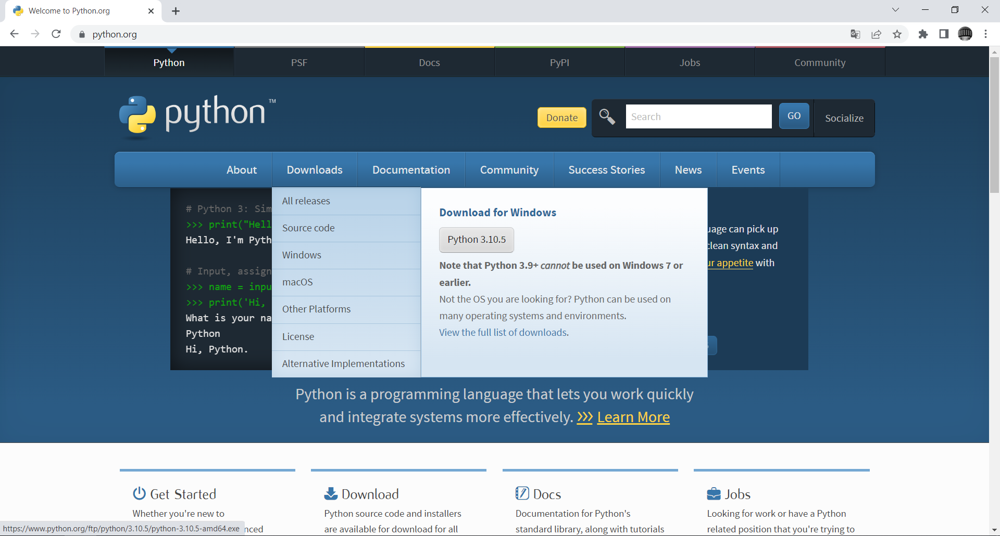 Welcome to Python.org
python.org
Python
PSF
Docs
PyPI
Jobs
Community
python™
Donate
Search
GO
Socialize
About
Downloads
Documentation
Community
Success Stories
News
Events
# Python 3:
>>> print(
Hello, I'm
# Input,
>>> name =
>>> print('Hi,
What is your
Python
Hi, Python.
All releases
Source code
Windows
macOS
Other Platforms
License
Alternative Implementations
Download for Windows
Python 3.10.5
Note that Python 3.9+ cannot be used on Windows 7 or
earlier.
Not the OS you are looking for? Python can be used on
many operating systems and environments.
View the full list of downloads.
can pick up
clean syntax and
appetite with
Python is a programming language that lets you work quickly
and integrate systems more effectively. >>> Learn More
Get Started
Whether you're new to
Download
Python source code and installers
are available for download for all
Docs
Documentation for Python's
standard library, along with tutorials
Jobs
Looking for work or have a Python
related position that you're trying to
https://www.python.org/ftp/python/3.10.5/python-3.10.5-amd64.exe